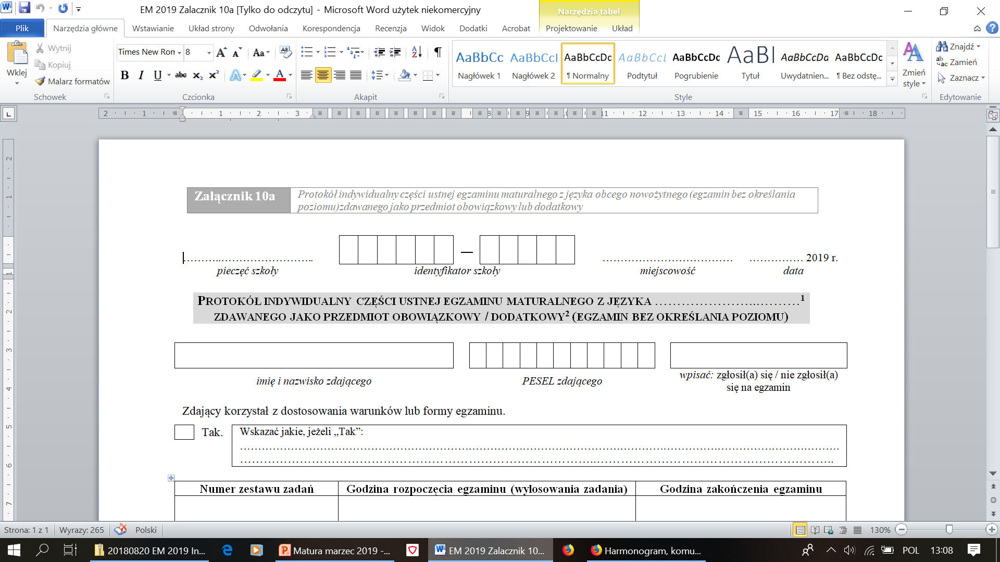 EM 2019 Zalacznik 10a [Tylko do odczytu] - Microsoft Word użytek niekomercyjny
Narzędzia tabel
Plik Narzędzia główne Wstawianie Układ strony Odwołania Korespondencja Recenzja Widok Dodatki Acrobat Projektowanie Układ
Wklej
Wytnij
Kopiuj
Malarz formatów
Schowek
Times New Ron 8
Czcionka
Akapit
AaBbCc AaBbCcI AaBbCcDc AaBbCcI AaBbCcDc AaBl AaBbCcDa AaBbCcDc
Nagłówek 1 Nagłówek 2 ¶ Normalny Podtytuł Pogrubienie Tytuł Uwydatnien... ¶ Bez odstę...
Style
Zmień style
Znajdź
Zamień
Zaznacz
Edytowanie
2 1 1 2 3 8 9 10 11 12 13 14 15 16 17 18
Załącznik 10a
Protokół indywidualny części ustnej egzaminu maturalnego z języka obcego nowożytnego (egzamin bez określania
poziomu)zdawanego jako przedmiot obowiązkowy lub dodatkowy
……….…………………….. — ……………………………… …………… 2019 r.
pieczęć szkoły identyfikator szkoły miejscowość data
PROTOKÓŁ INDYWIDUALNY CZĘŚCI USTNEJ EGZAMINU MATURALNEGO Z JĘZYKA …………………..………¹
ZDAWANEGO JAKO PRZEDMIOT OBOWIĄZKOWY / DODATKOWY² (EGZAMIN BEZ OKREŚLANIA POZIOMU)
imię i nazwisko zdającego PESEL zdającego wpisać: zgłosił(a) się / nie zgłosił(a)
się na egzamin
Zdający korzystał z dostosowania warunków lub formy egzaminu.
Tak. Wskazać jakie, jeżeli „Tak”:
Numer zestawu zadań Godzina rozpoczęcia egzaminu (wylosowania zadania) Godzina zakończenia egzaminu
Strona: 1 z 1 Wyrazy: 265 Polski 130%
20180820 EM 2019 In... Matura marzec 2019 -... EM 2019 Zalacznik 10... Harmonogram, komu... POL 13:08